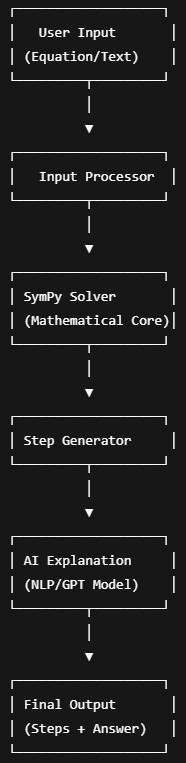 User Input
(Equation/Text)
Input Processor
SymPy Solver
(Mathematical Core)
Step Generator
AI Explanation
(NLP/GPT Model)
Final Output
(Steps + Answer)